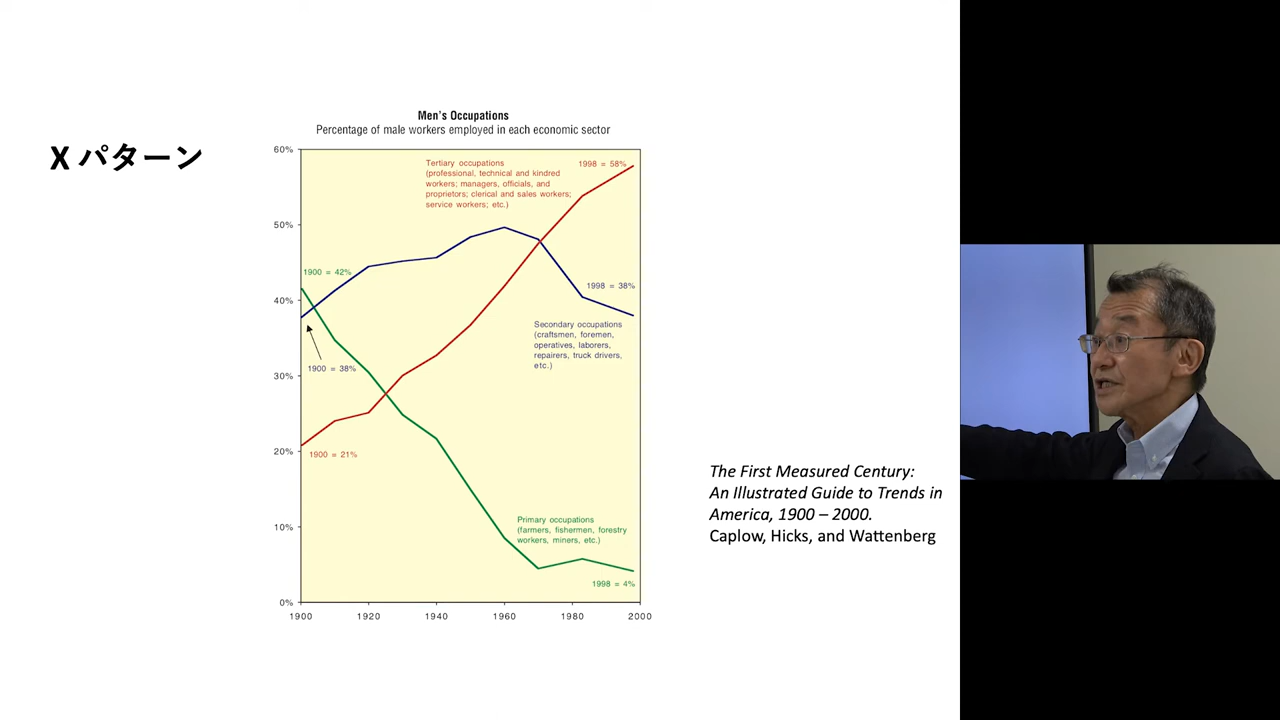 X パターン
Men's Occupations
Percentage of male workers employed in each economic sector
60%
50%
40%
30%
20%
10%
0%
1900
1920
1940
1960
1980
2000
Tertiary occupations
(professional, technical and kindred
workers; managers, officials, and
proprietors; clerical and sales workers;
service workers; etc.)
1998 = 58%
1900 = 42%
1998 = 38%
Secondary occupations
(craftsmen, foremen,
operatives, laborers,
repairers, truck drivers,
etc.)
1900 = 38%
1900 = 21%
Primary occupations
(farmers, fishermen, forestry
workers, miners, etc.)
1998 = 4%
The First Measured Century:
An Illustrated Guide to Trends in
America, 1900 – 2000.
Caplow, Hicks, and Wattenberg